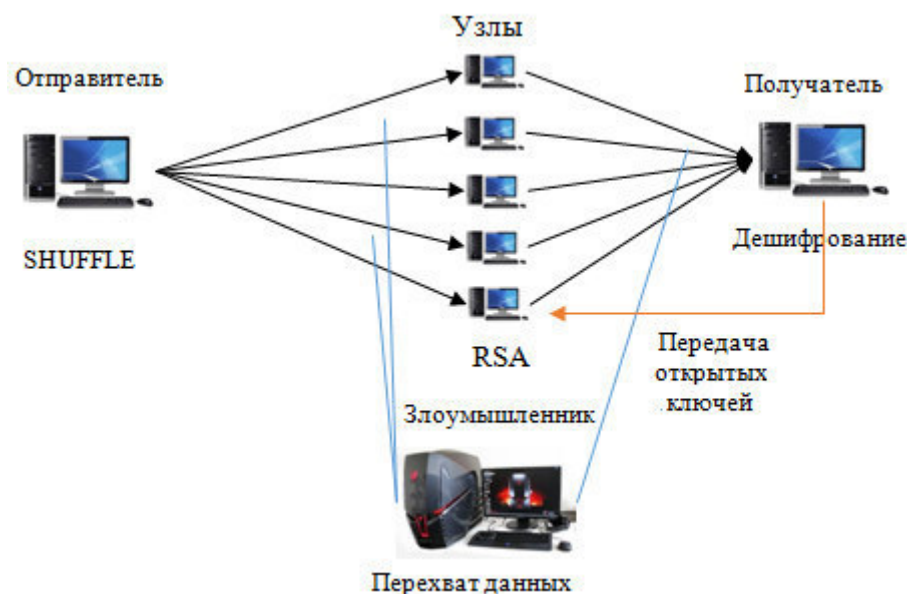 Узлы
Отправитель
Получатель
SHUFFLE
Дешифрование
RSA
Передача
открытых
.ключей
Злоумышленник
Перехват данных